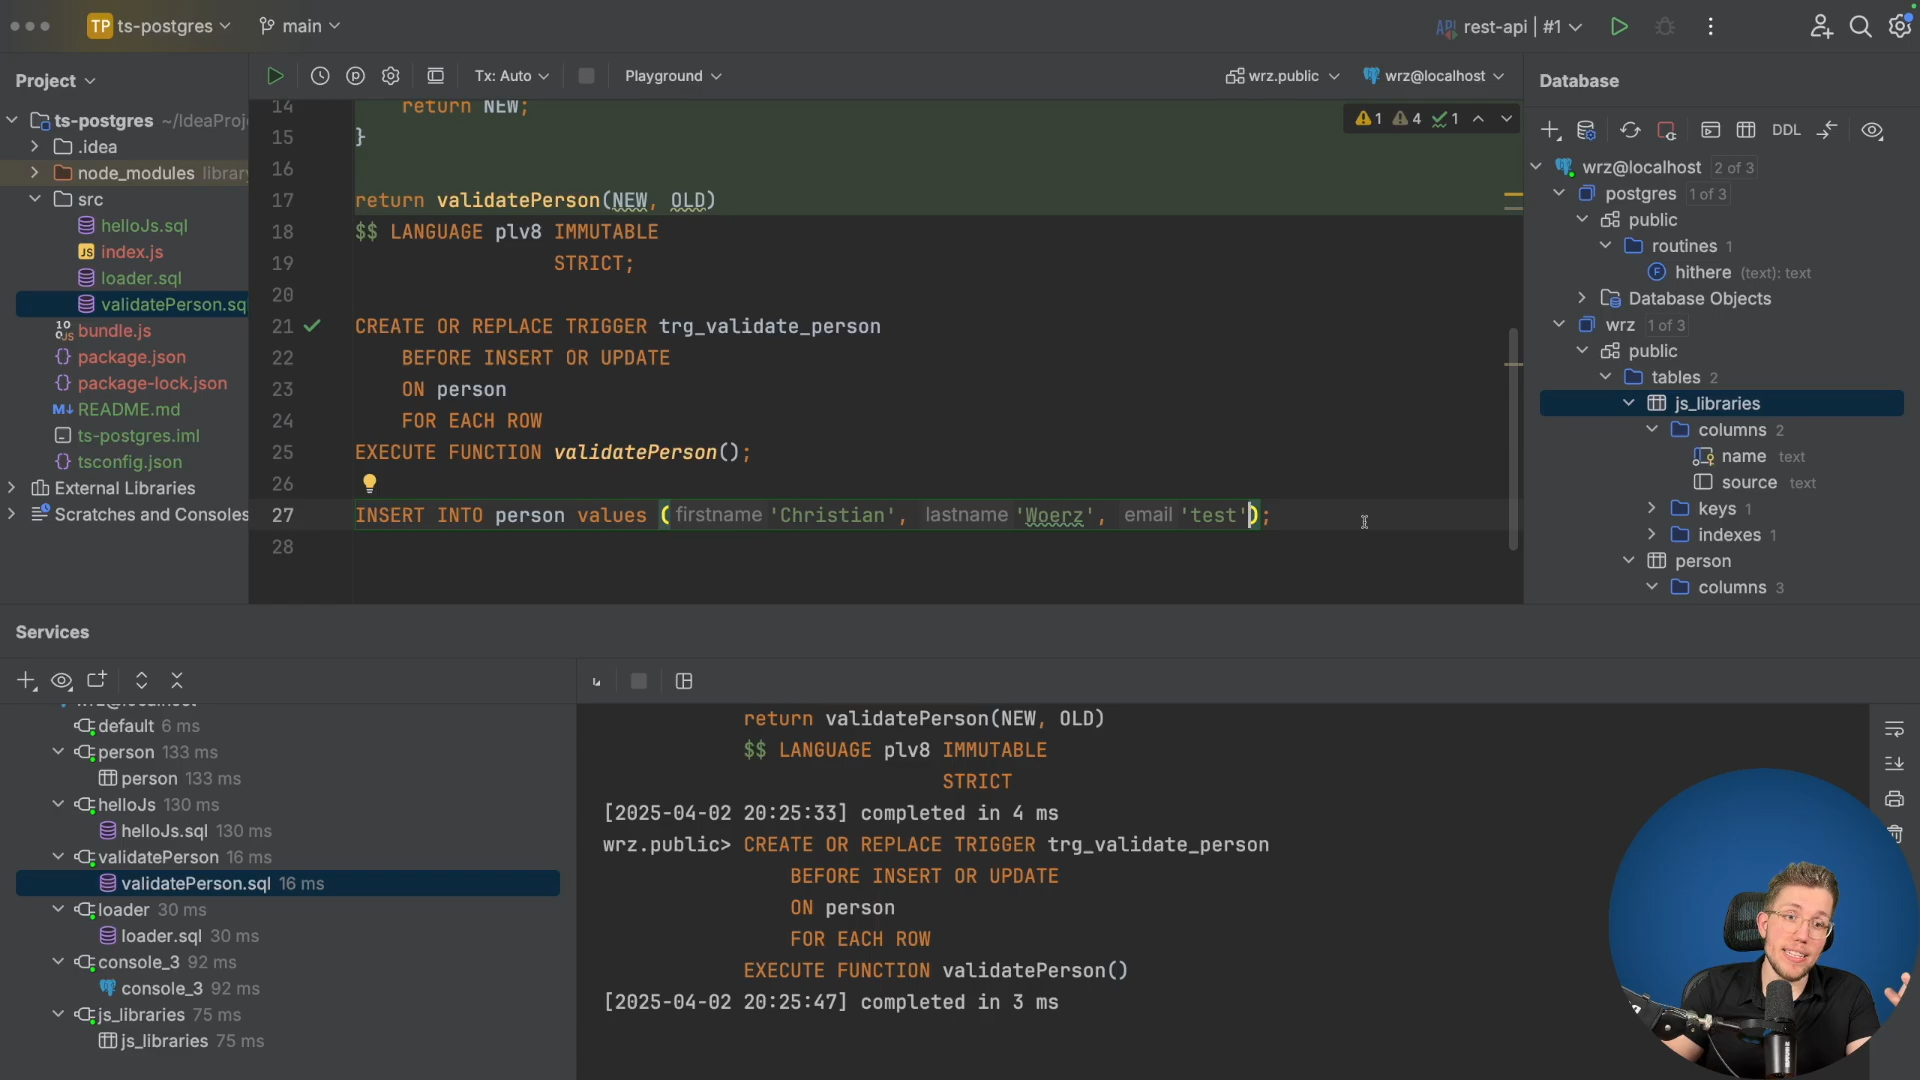 TP ts-postgres
main
API rest-api | #1
Project
Tx: Auto
Playground
wrz.public
wrz@localhost
Database
ts-postgres ~/IdeaProj
.idea
node_modules library
src
helloJs.sql
JS index.js
loader.sql
validatePerson.sq
bundle.js
package.json
package-lock.json
M↓ README.md
ts-postgres.iml
tsconfig.json
External Libraries
Scratches and Consoles
14 return NEW;
15 }
16
17 return validatePerson(NEW, OLD)
18 $$ LANGUAGE plv8 IMMUTABLE
19 STRICT;
20
21 CREATE OR REPLACE TRIGGER trg_validate_person
22 BEFORE INSERT OR UPDATE
23 ON person
24 FOR EACH ROW
25 EXECUTE FUNCTION validatePerson();
26
27 INSERT INTO person values ( firstname 'Christian', lastname 'Woerz', email 'test');
28
1 4 1
DDL
wrz@localhost 2 of 3
postgres 1 of 3
public
routines 1
hithere (text): text
Database Objects
wrz 1 of 3
public
tables 2
js_libraries
columns 2
name text
source text
keys 1
indexes 1
person
columns 3
Services
default 6 ms
person 133 ms
person 133 ms
helloJs 130 ms
helloJs.sql 130 ms
validatePerson 16 ms
validatePerson.sql 16 ms
loader 30 ms
loader.sql 30 ms
console_3 92 ms
console_3 92 ms
js_libraries 75 ms
js_libraries 75 ms
return validatePerson(NEW, OLD)
$$ LANGUAGE plv8 IMMUTABLE
STRICT
[2025-04-02 20:25:33] completed in 4 ms
wrz.public> CREATE OR REPLACE TRIGGER trg_validate_person
BEFORE INSERT OR UPDATE
ON person
FOR EACH ROW
EXECUTE FUNCTION validatePerson()
[2025-04-02 20:25:47] completed in 3 ms